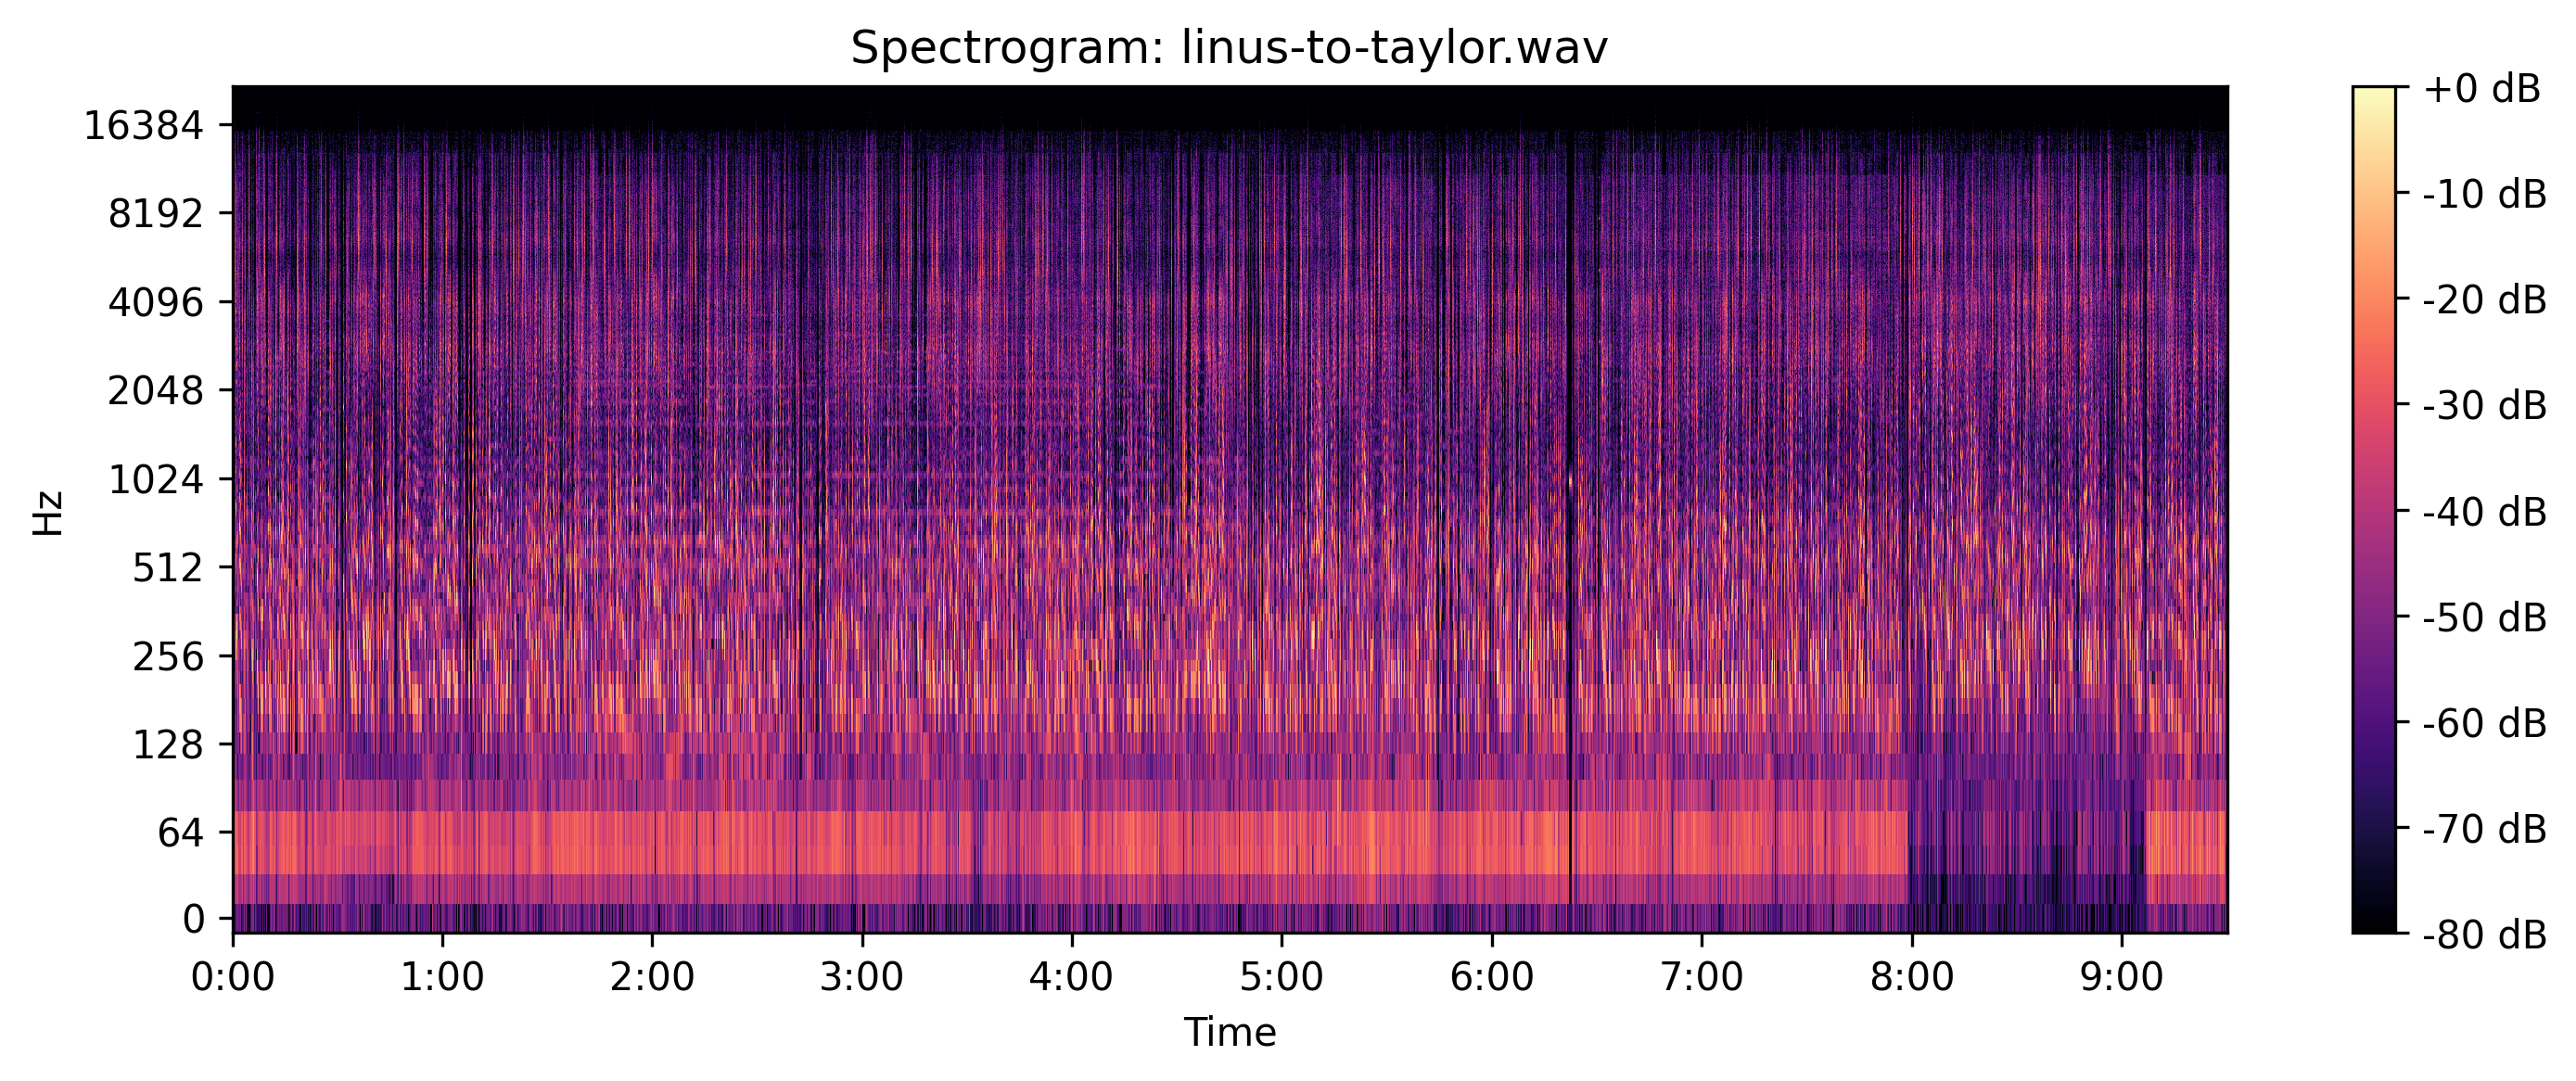 Spectrogram: linus-to-taylor.wav
Hz
16384
8192
4096
2048
1024
512
256
128
64
0
0:00 1:00 2:00 3:00 4:00 5:00 6:00 7:00 8:00 9:00
Time
+0 dB
-10 dB
-20 dB
-30 dB
-40 dB
-50 dB
-60 dB
-70 dB
-80 dB